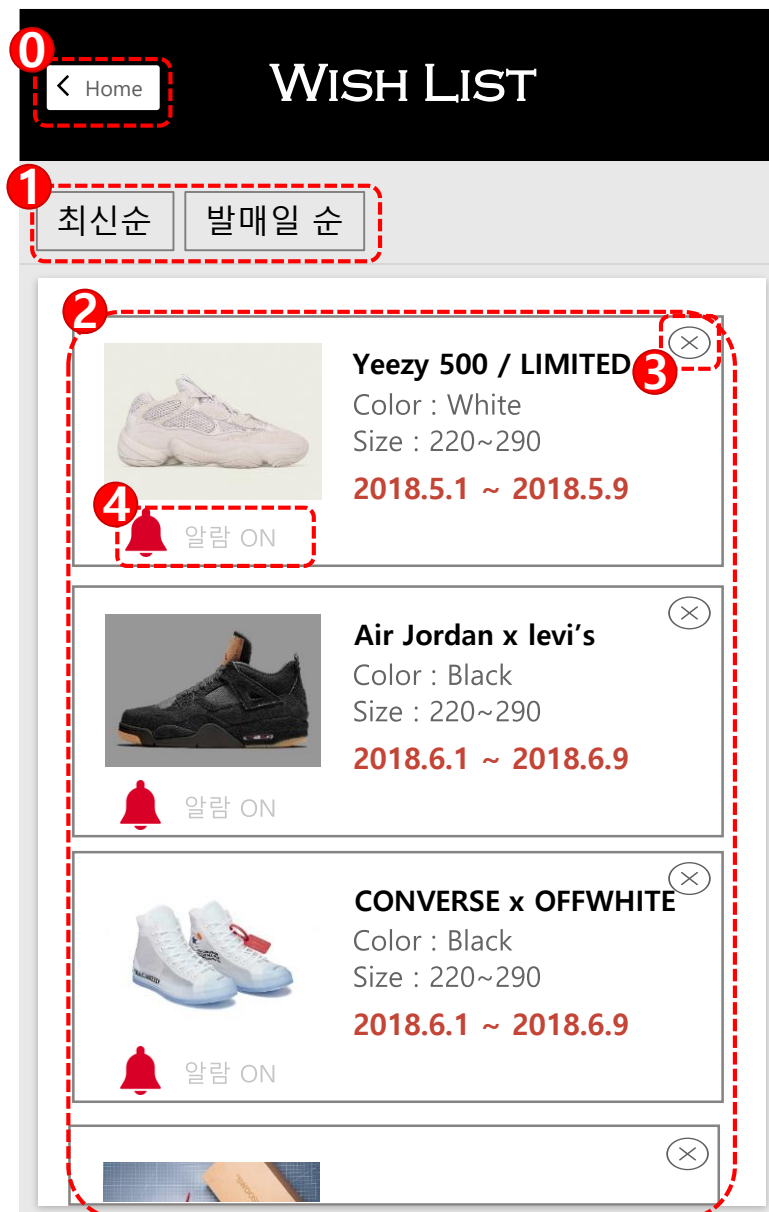 0
< Home
WISH LIST
1
최신순
발매일 순
2
3
Yeezy 500 / LIMITED
Color : White
Size : 220~290
2018.5.1 ~ 2018.5.9
4
알람 ON
Air Jordan x levi's
Color : Black
Size : 220~290
2018.6.1 ~ 2018.6.9
알람 ON
CONVERSE x OFFWHITE
Color : Black
Size : 220~290
2018.6.1 ~ 2018.6.9
알람 ON